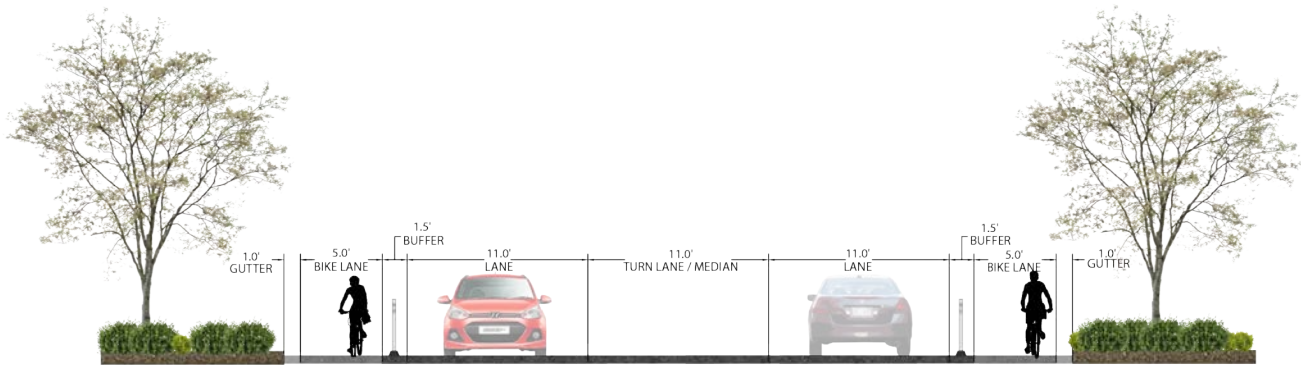 1.5'
BUFFER
1.0'
GUTTER
5.0'
BIKE LANE
11.0'
LANE
11.0'
TURN LANE / MEDIAN
11.0'
LANE
1.5'
BUFFER
5.0'
BIKE LANE
1.0'
GUTTER